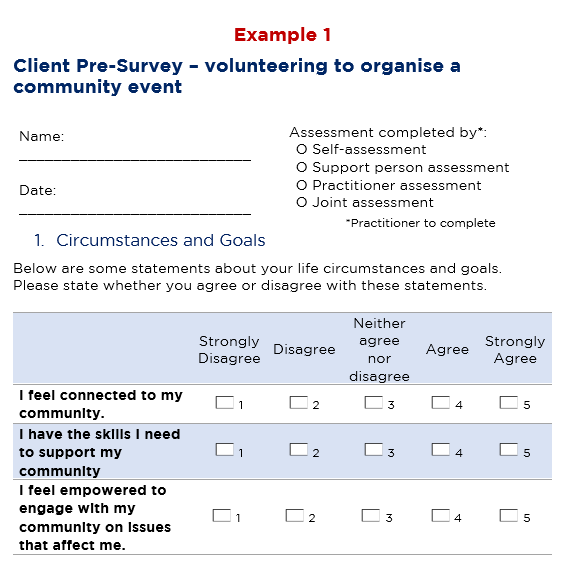 Example 1
Client Pre-Survey – volunteering to organise a
community event
Name:
____________________________
Date:
____________________________
Assessment completed by*:
O Self-assessment
O Support person assessment
O Practitioner assessment
O Joint assessment
*Practitioner to complete
1. Circumstances and Goals
Below are some statements about your life circumstances and goals.
Please state whether you agree or disagree with these statements.
Strongly
Disagree
Disagree
Neither
agree
nor
disagree
Agree
Strongly
Agree
I feel connected to my
community.
1 2 3 4 5
I have the skills I need
to support my
community
1 2 3 4 5
I feel empowered to
engage with my
community on issues
that affect me.
1 2 3 4 5